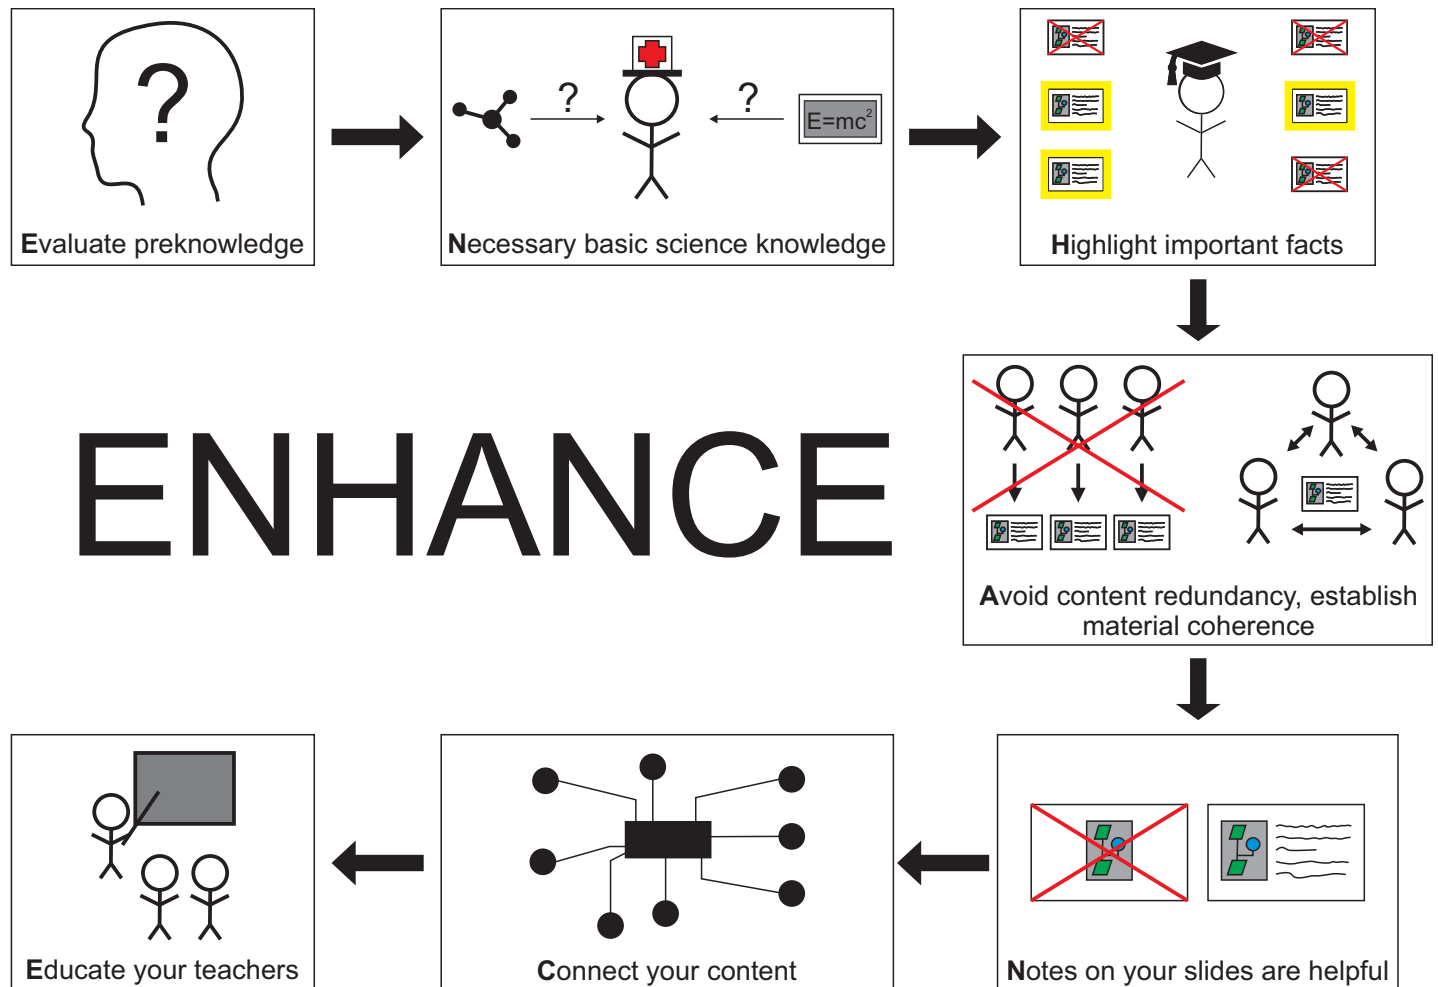 ?
Evaluate preknowledge
? ?
E=mc²
Necessary basic science knowledge
Highlight important facts
ENHANCE
Avoid content redundancy, establish
material coherence
Notes on your slides are helpful
Connect your content
Educate your teachers